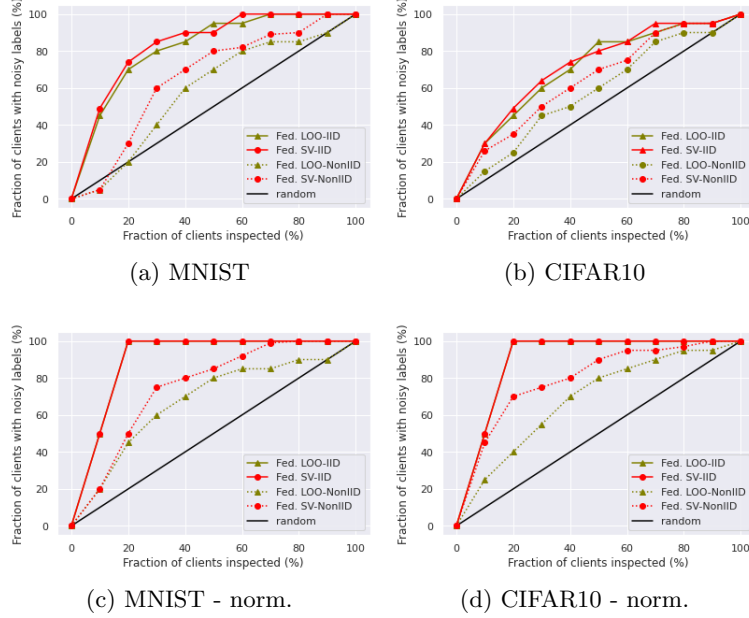 Fraction of clients with noisy labels (%)
100
80
60
40
20
0
Fed. LOO-IID
Fed. SV-IID
Fed. LOO-NonIID
Fed. SV-NonIID
random
0 20 40 60 80 100
Fraction of clients inspected (%)
(a) MNIST
Fraction of clients with noisy labels (%)
100
80
60
40
20
0
Fed. LOO-IID
Fed. SV-IID
Fed. LOO-NonIID
Fed. SV-NonIID
random
0 20 40 60 80 100
Fraction of clients inspected (%)
(b) CIFAR10
Fraction of clients with noisy labels (%)
100
80
60
40
20
0
Fed. LOO-IID
Fed. SV-IID
Fed. LOO-NonIID
Fed. SV-NonIID
random
0 20 40 60 80 100
Fraction of clients inspected (%)
(c) MNIST - norm.
Fraction of clients with noisy labels (%)
100
80
60
40
20
0
Fed. LOO-IID
Fed. SV-IID
Fed. LOO-NonIID
Fed. SV-NonIID
random
0 20 40 60 80 100
Fraction of clients inspected (%)
(d) CIFAR10 - norm.